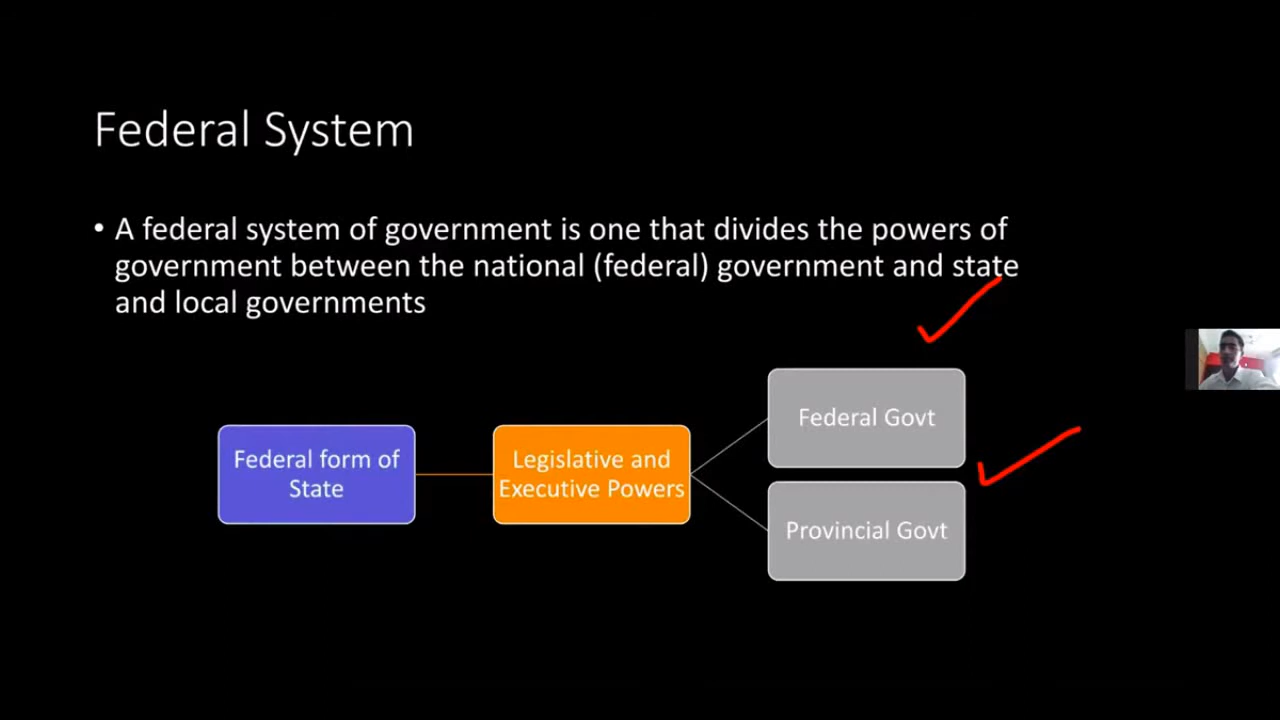 Federal System
• A federal system of government is one that divides the powers of
government between the national (federal) government and state
and local governments
Federal form of
State
Legislative and
Executive Powers
Federal Govt
Provincial Govt